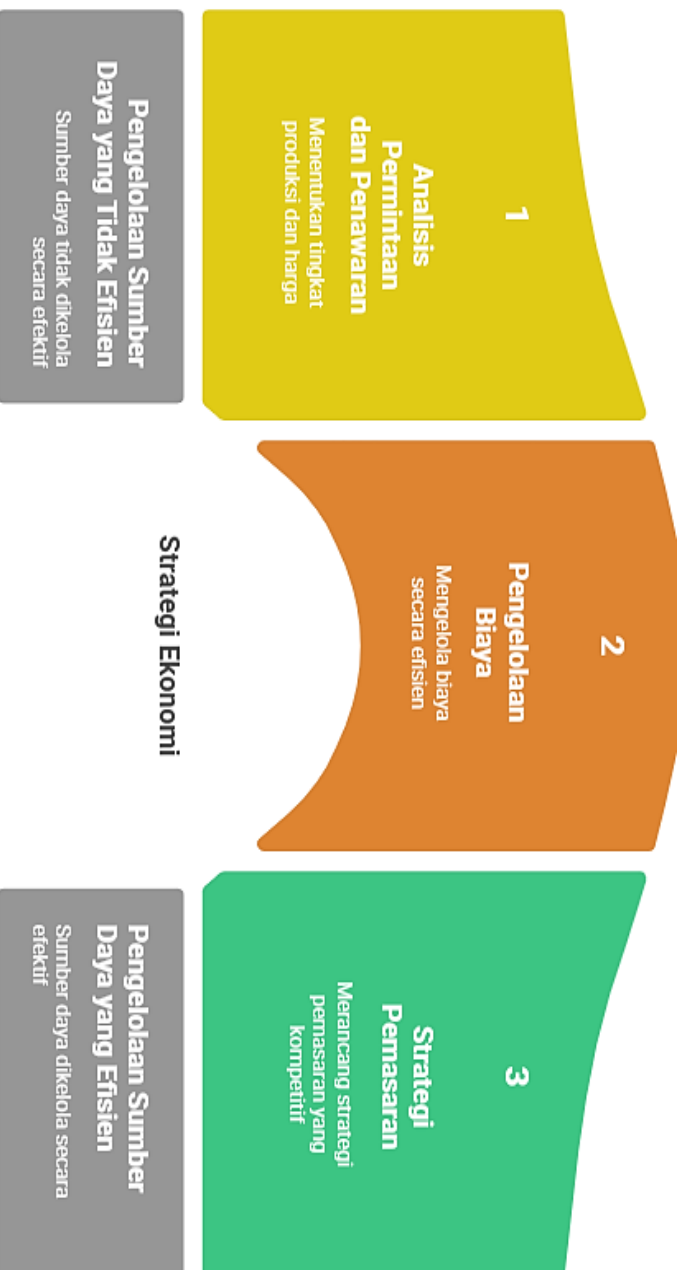 1
Analisis
Permintaan
dan Penawaran
Menentukan tingkat
produksi dan harga
2
Pengelolaan
Biaya
Mengelola biaya
secara efisien
3
Strategi
Pemasaran
Merancang strategi
pemasaran yang
kompetitif
Pengelolaan Sumber
Daya yang Tidak Efisien
Sumber daya tidak dikelola
secara efektif
Strategi Ekonomi
Pengelolaan Sumber
Daya yang Efisien
Sumber daya dikelola secara
efektif